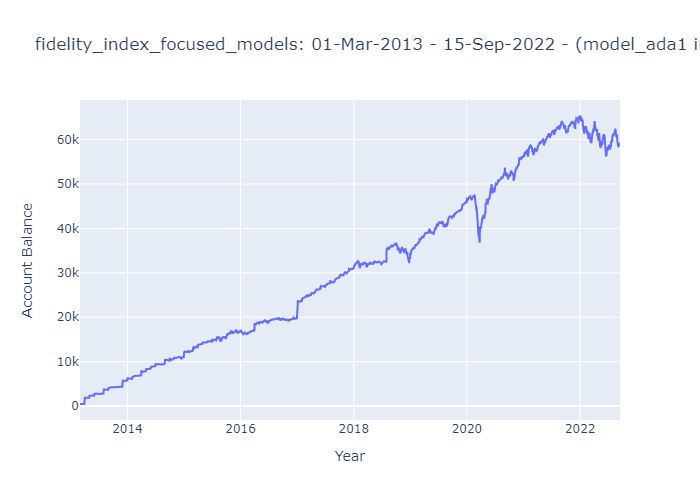 fidelity_index_focused_models: 01-Mar-2013 - 15-Sep-2022 - (model_ada1 i
60k
50k
40k
30k
20k
10k
0
Account Balance
2014 2016 2018 2020 2022
Year